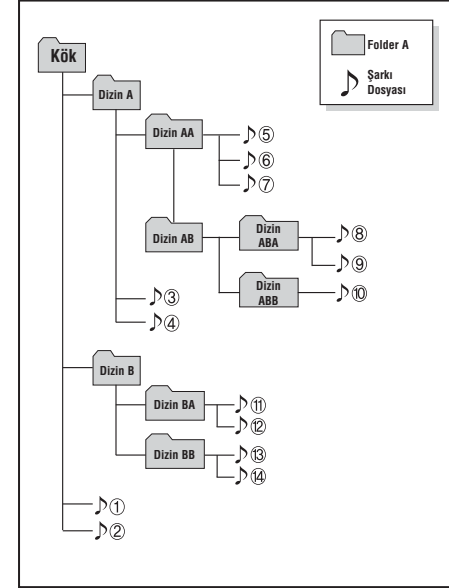 Kök
Folder A
Şarkı
Dosyası
Dizin A
Dizin AA
⑤
⑥
⑦
Dizin AB
Dizin
ABA
⑧
⑨
Dizin
ABB
⑩
③
④
Dizin B
Dizin BA
⑪
⑫
Dizin BB
⑬
⑭
①
②